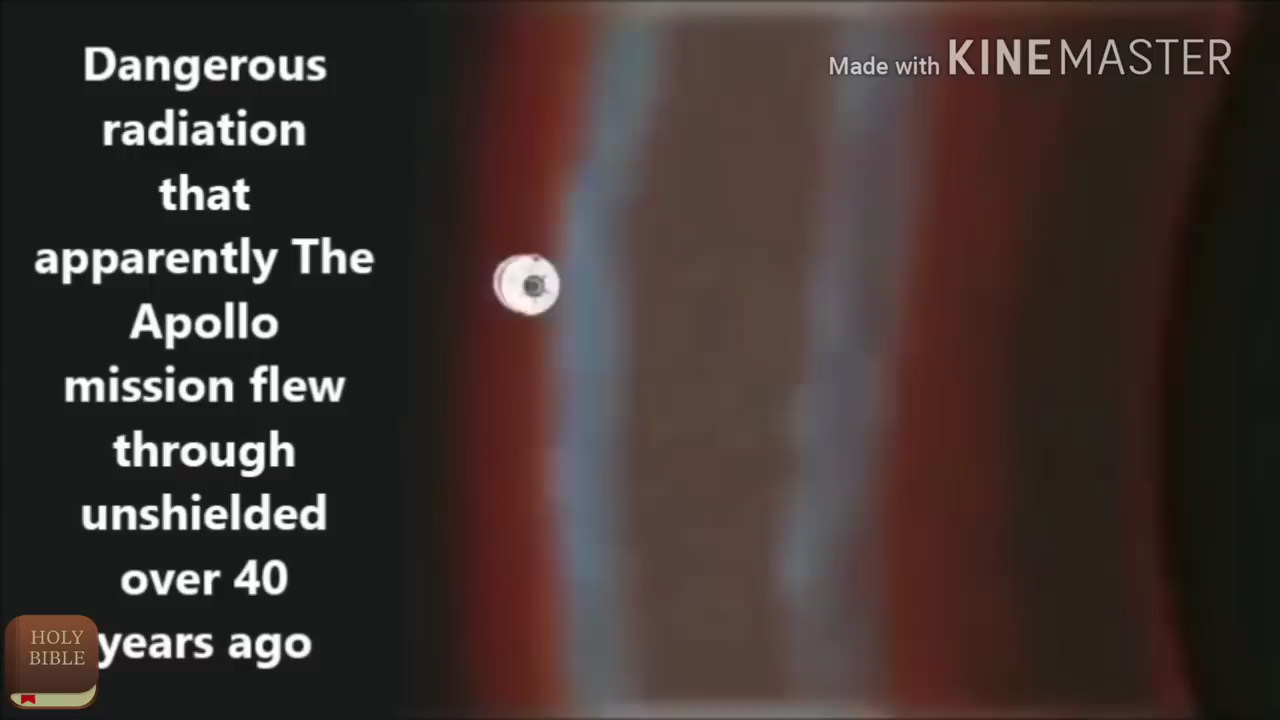 Dangerous
radiation
that
apparently The
Apollo
mission flew
through
unshielded
over 40
years ago
Made with KINEMASTER
HOLY
BIBLE